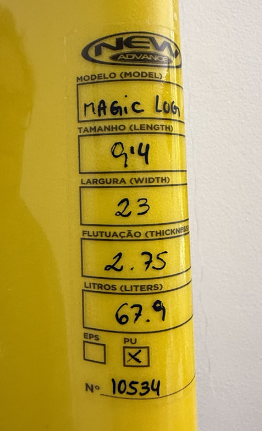 NEW
ADVANCE
MODELO (MODEL)
MAGIC LOG
TAMANHO (LENGTH)
9'4
LARGURA (WIDTH)
23
FLUTUAÇÃO (THICKNESS
2.75
LITROS (LITERS)
67.9
EPS PU
X
Nº 10534